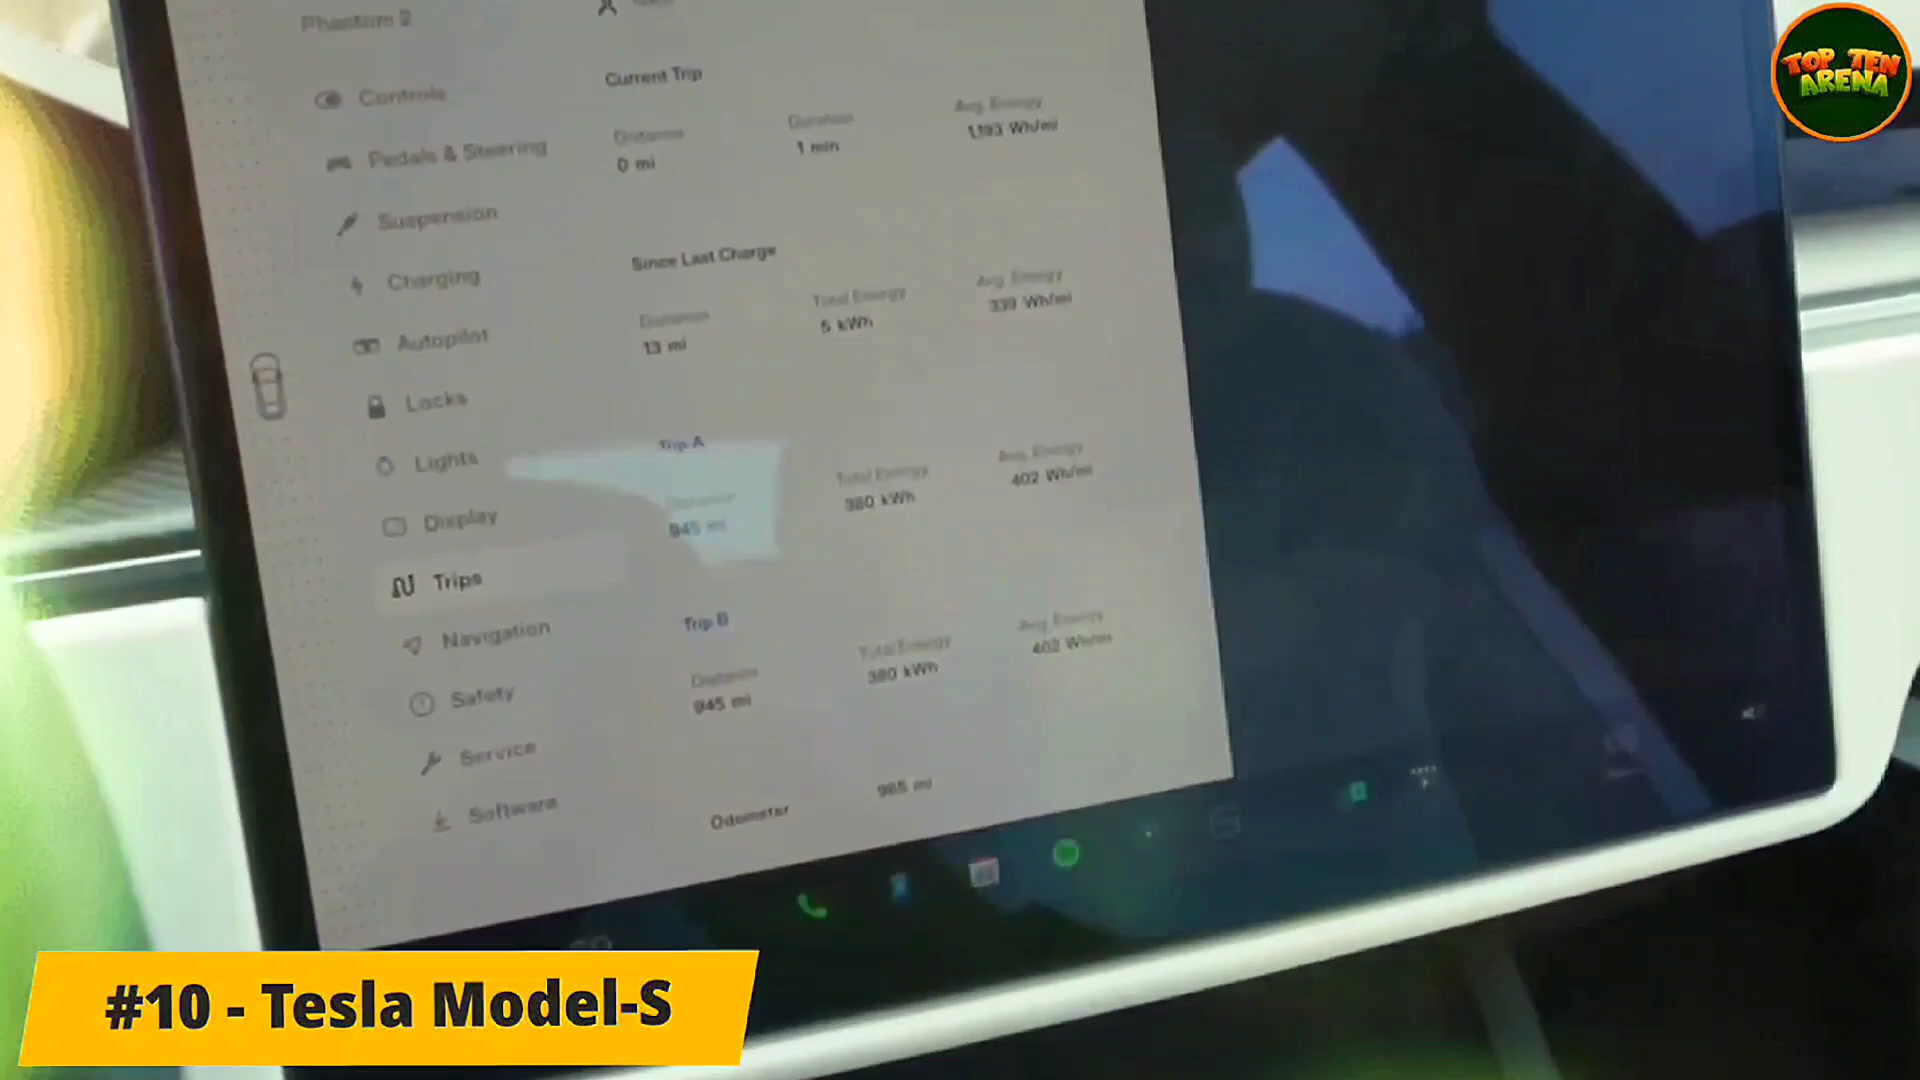 Phantom 2
Controls
Pedals & Steering
Suspension
Charging
Autopilot
Locks
Lights
Display
Trips
Navigation
Safety
Service
Software
Current Trip
Distance
Duration
Avg. Energy
0 mi
1 min
1,193 Wh/mi
Since Last Charge
Distance
Total Energy
Avg. Energy
13 mi
5 kWh
339 Wh/mi
Trip A
Distance
Total Energy
Avg. Energy
945 mi
380 kWh
402 Wh/mi
Trip B
Distance
Total Energy
Avg. Energy
945 mi
380 kWh
402 Wh/mi
Odometer
965 mi
TOP TEN
ARENA
#10 - Tesla Model-S